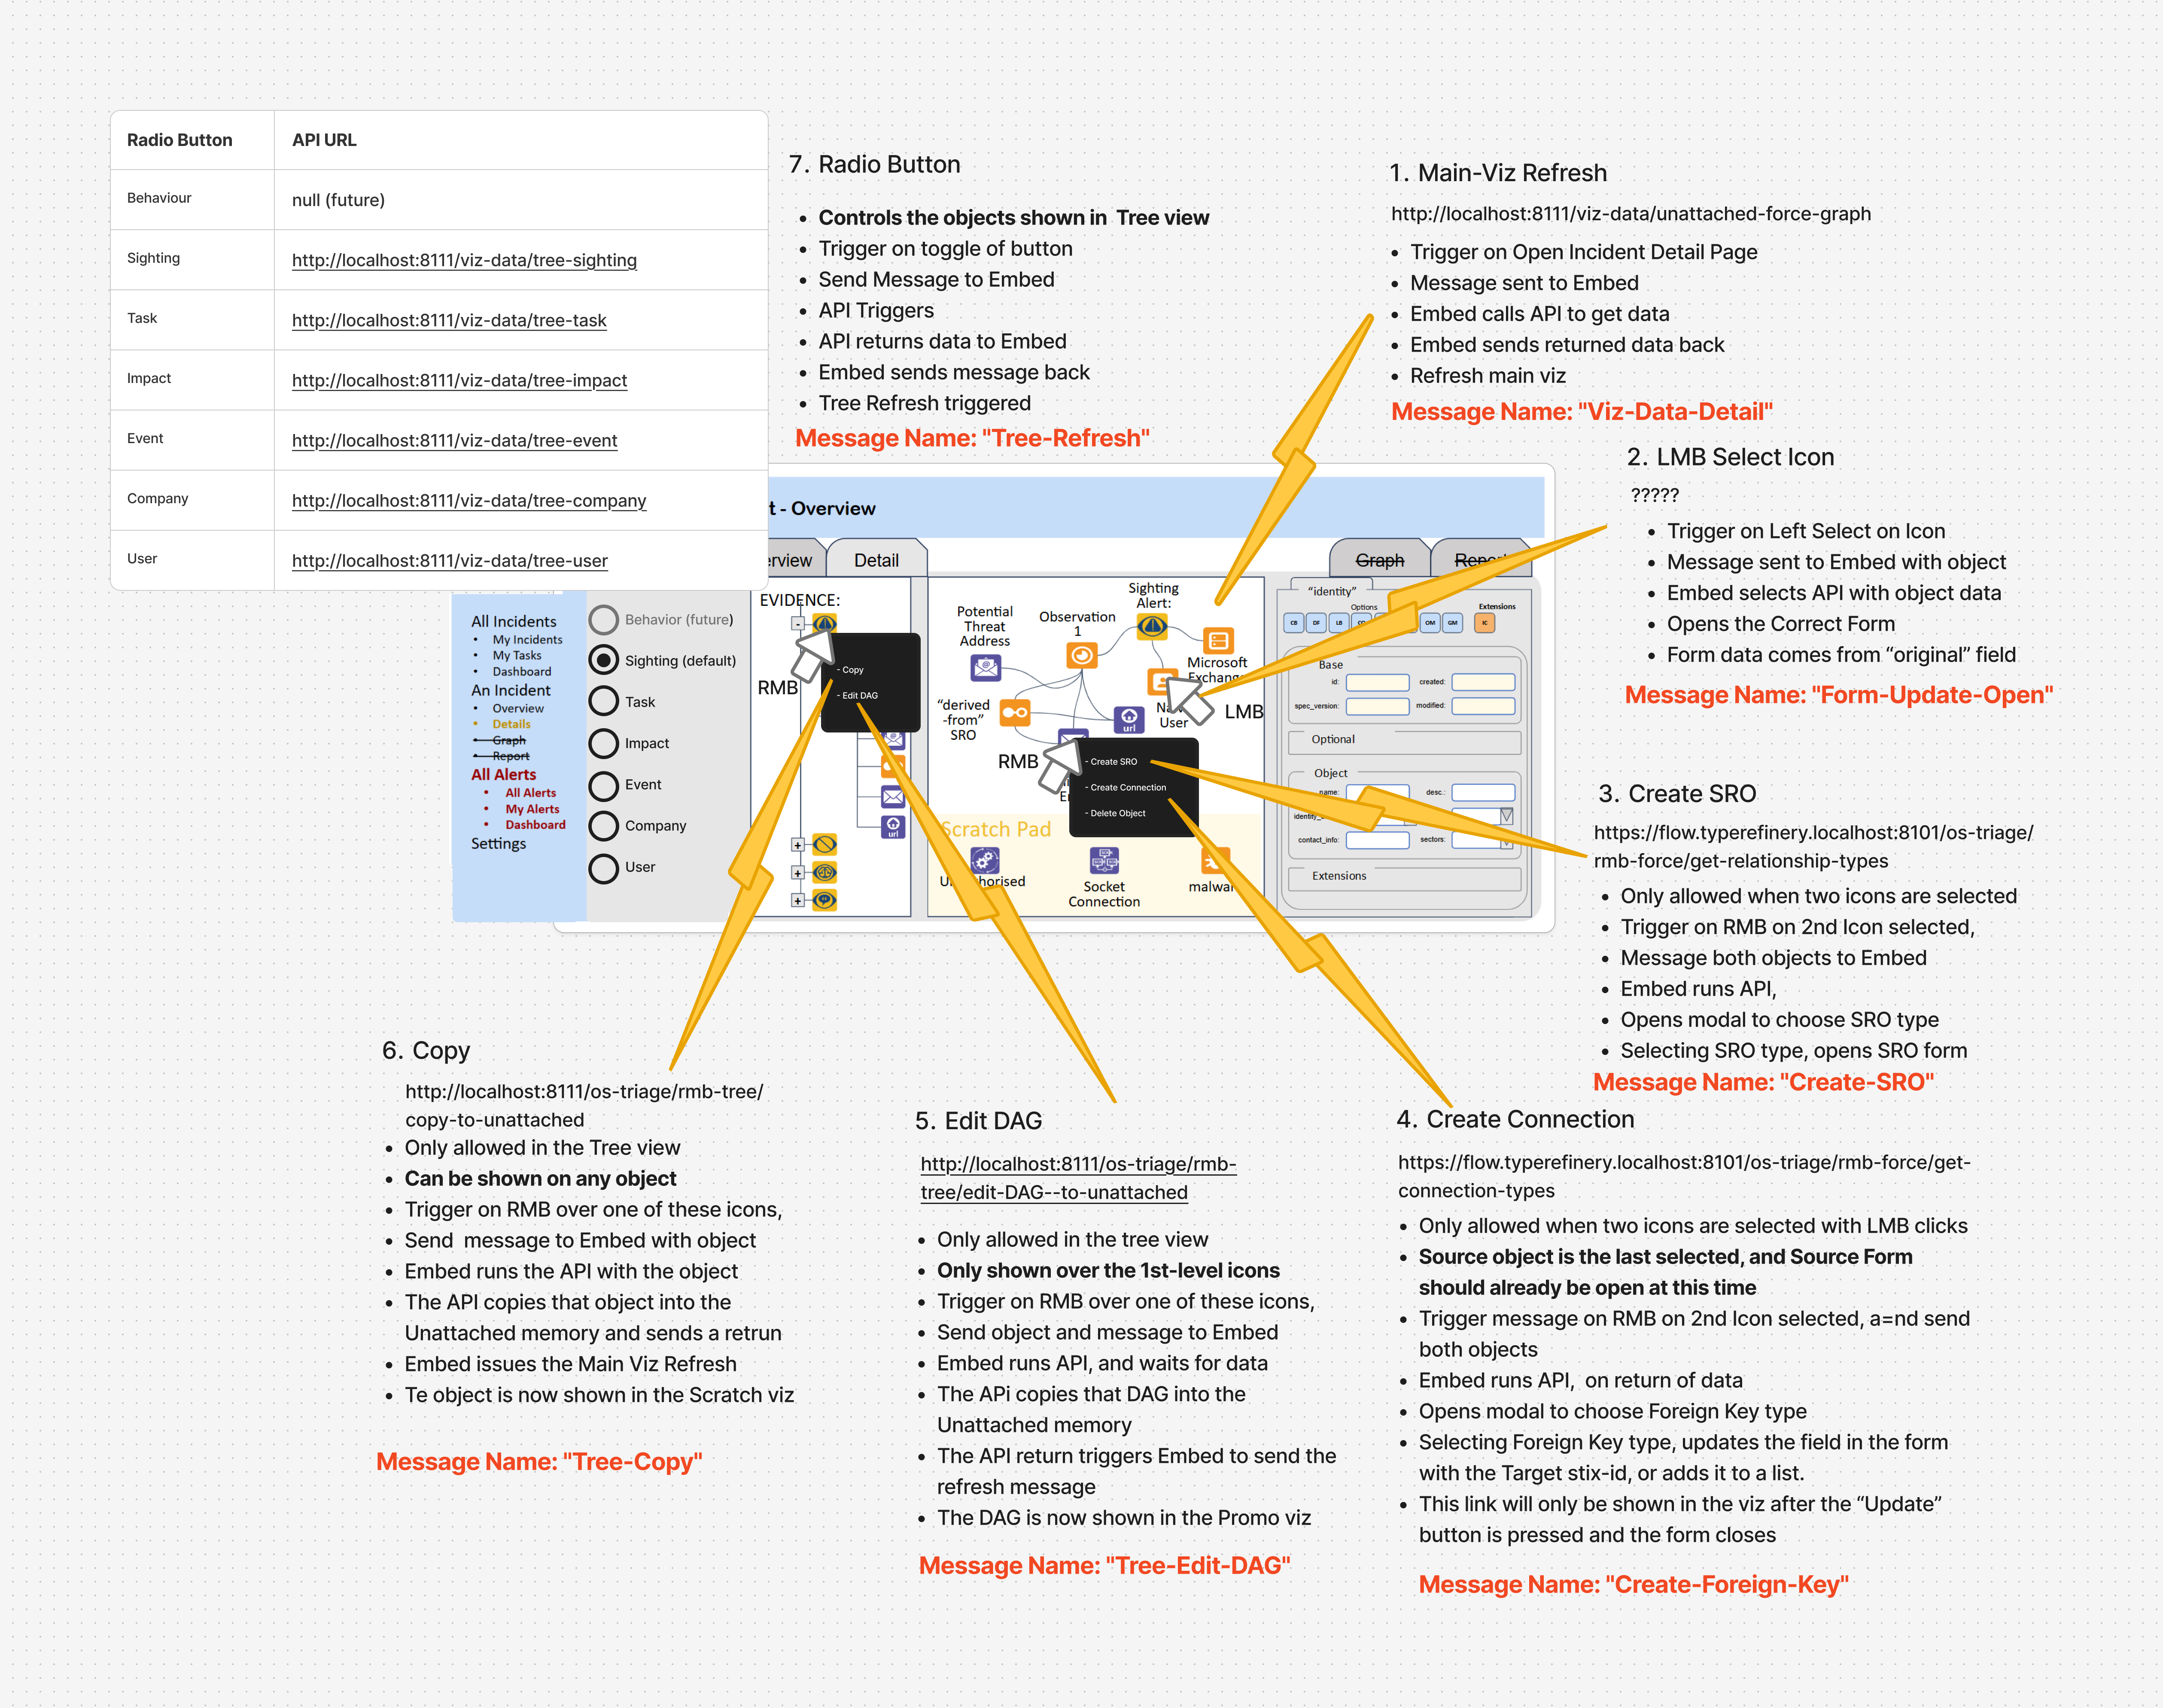 Radio Button
API URL
Behaviour
null (future)
Sighting
http://localhost:8111/viz-data/tree-sighting
Task
http://localhost:8111/viz-data/tree-task
Impact
http://localhost:8111/viz-data/tree-impact
Event
http://localhost:8111/viz-data/tree-event
Company
http://localhost:8111/viz-data/tree-company
User
http://localhost:8111/viz-data/tree-user
7. Radio Button
Controls the objects shown in Tree view
Trigger on toggle of button
Send Message to Embed
API Triggers
API returns data to Embed
Embed sends message back
Tree Refresh triggered
Message Name: "Tree-Refresh"
1. Main-Viz Refresh
http://localhost:8111/viz-data/unattached-force-graph
Trigger on Open Incident Detail Page
Message sent to Embed
Embed calls API to get data
Embed sends returned data back
Refresh main viz
Message Name: "Viz-Data-Detail"
2. LMB Select Icon
?????
Trigger on Left Select on Icon
Message sent to Embed with object
Embed selects API with object data
Opens the Correct Form
Form data comes from “original” field
Message Name: "Form-Update-Open"
t - Overview
rview
Detail
Graph
Report
All Incidents
My Incidents
My Tasks
Dashboard
An Incident
Overview
Details
Graph
Report
All Alerts
All Alerts
My Alerts
Dashboard
Settings
Behavior (future)
Sighting (default)
Task
Impact
Event
Company
User
EVIDENCE:
RMB
- Copy
- Edit DAG
url
Potential
Threat
Address
Observation
1
Sighting
Alert:
Microsoft
Exchange
“derived
-from”
SRO
url
User
LMB
RMB
- Create SRO
- Create Connection
- Delete Object
Scratch Pad
Socket
Connection
“identity”
Options
Extensions
CB
DF
LB
OM
GM
IC
Base
id:
created:
spec_version:
modified:
Optional
Object
name:
desc.:
contact_info:
sectors:
Extensions
3. Create SRO
https://flow.typerefinery.localhost:8101/os-triage/
rmb-force/get-relationship-types
Only allowed when two icons are selected
Trigger on RMB on 2nd Icon selected,
Message both objects to Embed
Embed runs API,
Opens modal to choose SRO type
Selecting SRO type, opens SRO form
Message Name: "Create-SRO"
6. Copy
http://localhost:8111/os-triage/rmb-tree/
copy-to-unattached
Only allowed in the Tree view
Can be shown on any object
Trigger on RMB over one of these icons,
Send message to Embed with object
Embed runs the API with the object
The API copies that object into the
Unattached memory and sends a retrun
Embed issues the Main Viz Refresh
Te object is now shown in the Scratch viz
Message Name: "Tree-Copy"
5. Edit DAG
http://localhost:8111/os-triage/rmb-
tree/edit-DAG--to-unattached
Only allowed in the tree view
Only shown over the 1st-level icons
Trigger on RMB over one of these icons,
Send object and message to Embed
Embed runs API, and waits for data
The APi copies that DAG into the
Unattached memory
The API return triggers Embed to send the
refresh message
The DAG is now shown in the Promo viz
Message Name: "Tree-Edit-DAG"
4. Create Connection
https://flow.typerefinery.localhost:8101/os-triage/rmb-force/get-
connection-types
Only allowed when two icons are selected with LMB clicks
Source object is the last selected, and Source Form
should already be open at this time
Trigger message on RMB on 2nd Icon selected, a=nd send
both objects
Embed runs API, on return of data
Opens modal to choose Foreign Key type
Selecting Foreign Key type, updates the field in the form
with the Target stix-id, or adds it to a list.
This link will only be shown in the viz after the “Update”
button is pressed and the form closes
Message Name: "Create-Foreign-Key"